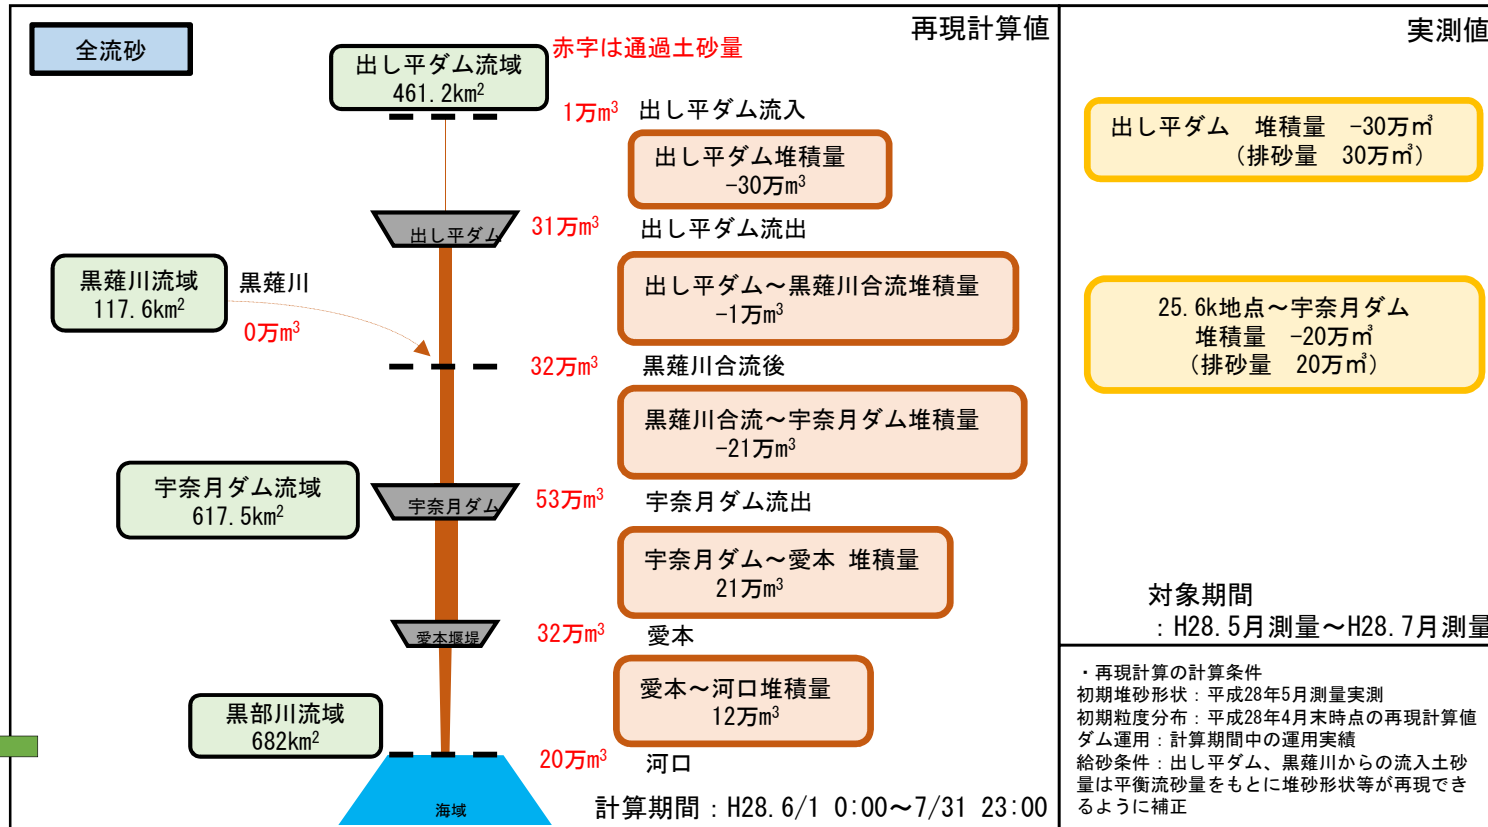 全流砂
再現計算値
実測値
赤字は通過土砂量
出し平ダム流域
461.2km²
1万m³ 出し平ダム流入
出し平ダム堆積量
-30万m³
31万m³ 出し平ダム流出
出し平ダム
出し平ダム～黒薙川合流堆積量
-1万m³
黒薙川流域
117.6km²
黒薙川
0万m³
32万m³ 黒薙川合流後
黒薙川合流～宇奈月ダム堆積量
-21万m³
宇奈月ダム流域
617.5km²
宇奈月ダム
53万m³ 宇奈月ダム流出
宇奈月ダム～愛本 堆積量
21万m³
愛本堰堤
32万m³ 愛本
愛本～河口堆積量
12万m³
黒部川流域
682km²
20万m³ 河口
海域
計算期間：H28.6/1 0:00～7/31 23:00
出し平ダム 堆積量 -30万㎥
（排砂量 30万㎥）
25.6k地点～宇奈月ダム
堆積量 -20万㎥
（排砂量 20万㎥）
対象期間
：H28.5月測量～H28.7月測量
・再現計算の計算条件
初期堆砂形状：平成28年5月測量実測
初期粒度分布：平成28年4月末時点の再現計算値
ダム運用：計算期間中の運用実績
給砂条件：出し平ダム、黒薙川からの流入土砂
量は平衡流砂量をもとに堆砂形状等が再現でき
るように補正